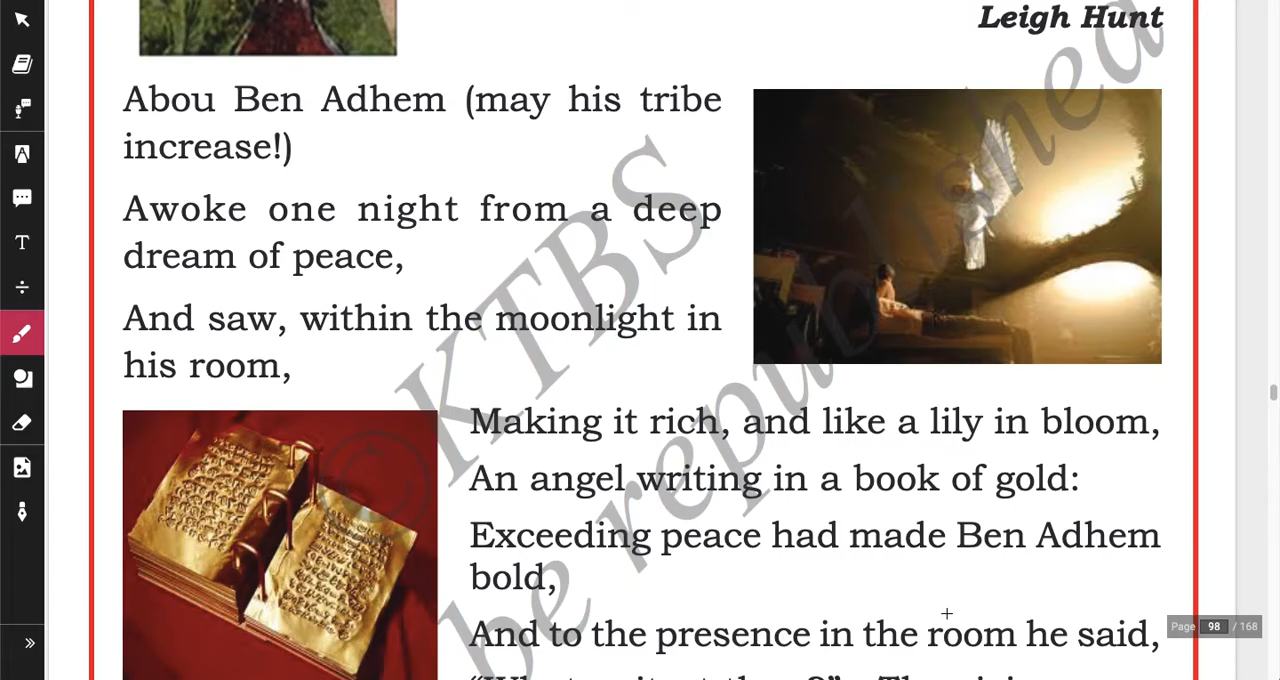 Leigh Hunt
Abou Ben Adhem (may his tribe
increase!)
Awoke one night from a deep
dream of peace,
And saw, within the moonlight in
his room,
Making it rich, and like a lily in bloom,
An angel writing in a book of gold:
Exceeding peace had made Ben Adhem
bold,
And to the presence in the room he said,
©KTBS
be republished
Page 98 / 168